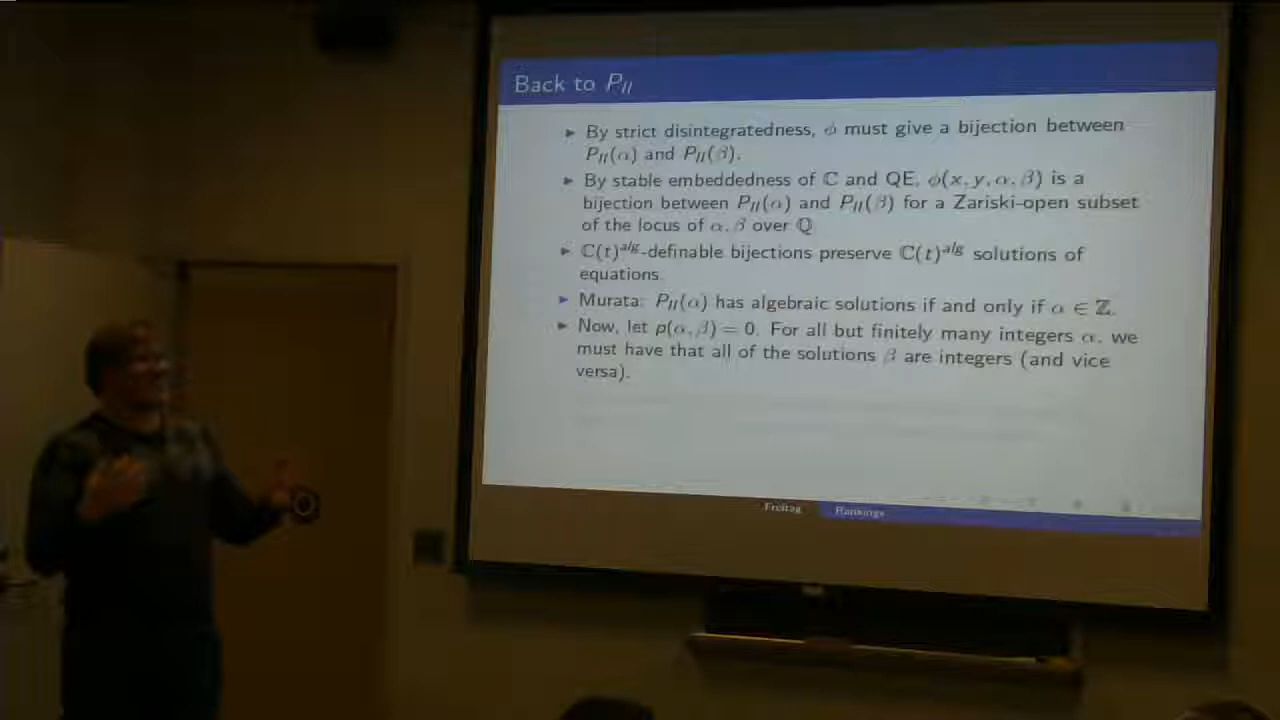 Back to P_II
▸ By strict disintegratedness, ϕ must give a bijection between
P_II(α) and P_II(β).
▸ By stable embeddedness of ℂ and QE, ϕ(x, y, α, β) is a
bijection between P_II(α) and P_II(β) for a Zariski-open subset
of the locus of α, β over ℚ
▸ ℂ(t)^alg-definable bijections preserve ℂ(t)^alg solutions of
equations.
▸ Murata: P_II(α) has algebraic solutions if and only if α ∈ ℤ.
▸ Now, let p(α, β) = 0. For all but finitely many integers α, we
must have that all of the solutions β are integers (and vice
versa).
Freitag Rankings